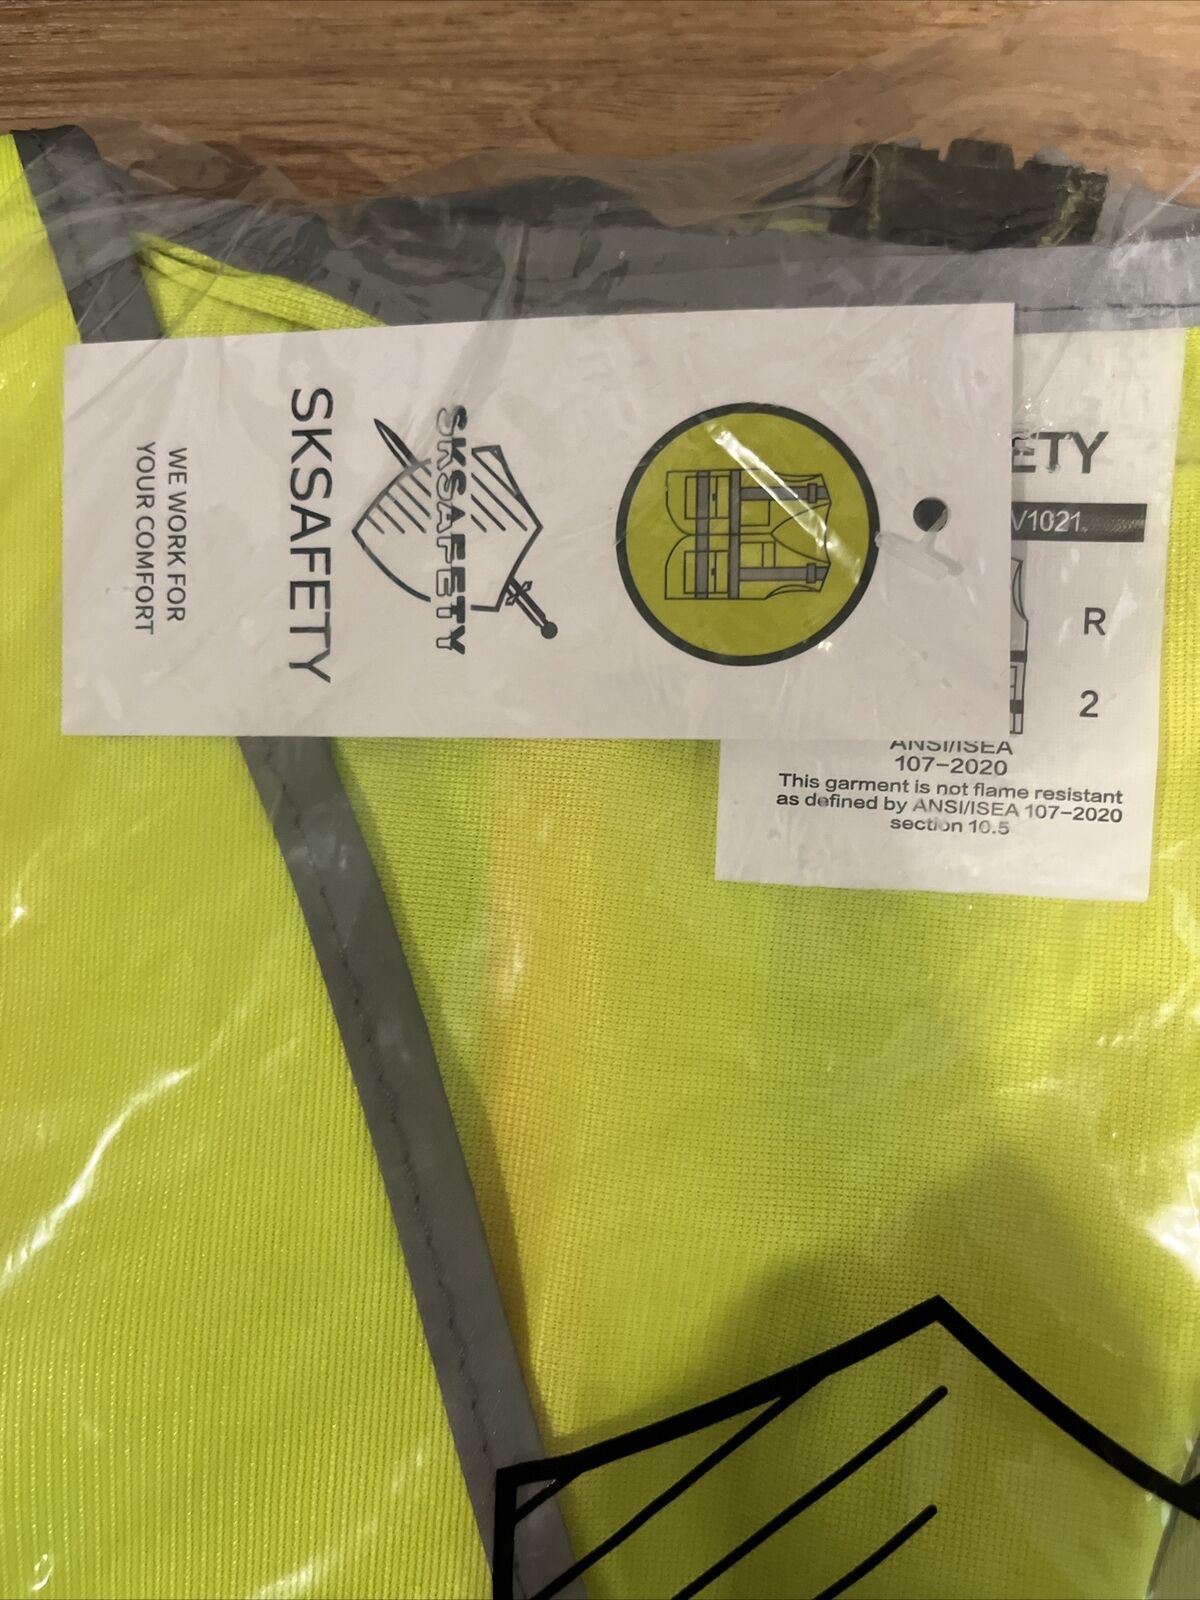 SKSAFETY
SKSAFETY
WE WORK FOR
YOUR COMFORT
ETY
V1021
R
2
ANSI/ISEA
107-2020
This garment is not flame resistant
as defined by ANSI/ISEA 107-2020
section 10.5